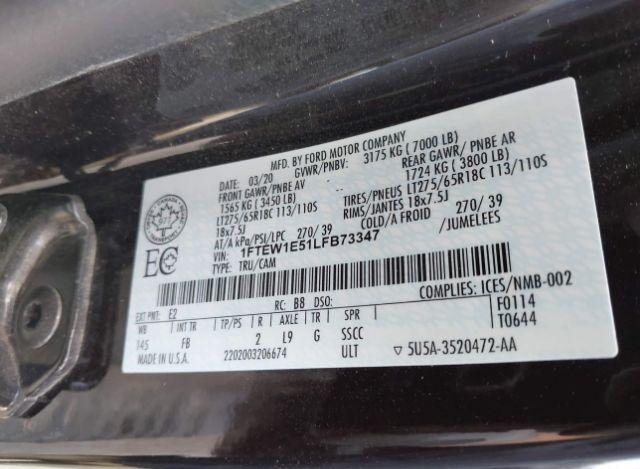 MFD. BY FORD MOTOR COMPANY
DATE: 03/20 GVWR/PNBV: 3175 KG ( 7000 LB)
FRONT GAWR/PNBE AV REAR GAWR/ PNBE AR
1565 KG ( 3450 LB) 1724 KG ( 3800 LB)
LT275/65R18C 113/110S TIRES/PNEUS LT275/65R18C 113/110S
18x7.5J RIMS/JANTES 18x7.5J
AT/A kPa/PSI/LPC 270/ 39 COLD/A FROID 270/ 39
VIN: 1FTEW1E51LFB73347 /JUMELEES
TYPE: TRU/CAM
EC
COMPLIES: ICES/NMB-002
EXT PNT: E2 RC: B8 DSO: F0114
WB INT TR TP/PS R AXLE TR SPR T0644
145 FB 2 L9 G SSCC
MADE IN U.S.A. 2202003206674 ULT ▽ 5U5A-3520472-AA